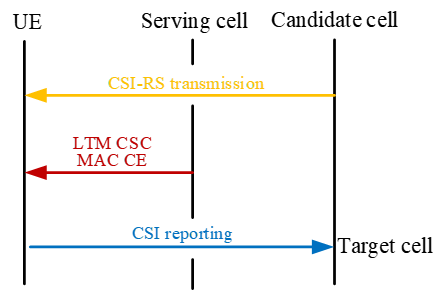 UE Serving cell Candidate cell
CSI-RS transmission
LTM CSC
MAC CE
CSI reporting
Target cell